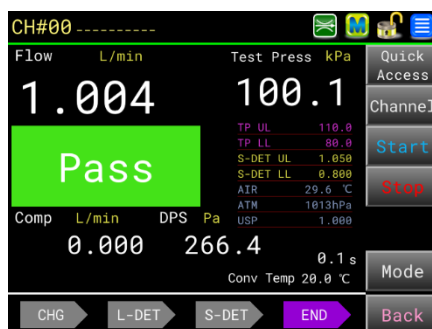 CH#00 ----------
M
Flow L/min
1.004
Test Press kPa
100.1
Pass
TP UL 110.0
TP LL 80.0
S-DET UL 1.050
S-DET LL 0.800
AIR 29.6 ℃
ATM 1013hPa
USP 1.000
Comp L/min DPS Pa
0.000 266.4
0.1 s
Conv Temp 20.0 ℃
CHG L-DET S-DET END
Quick Access
Channel
Start
Stop
Mode
Back